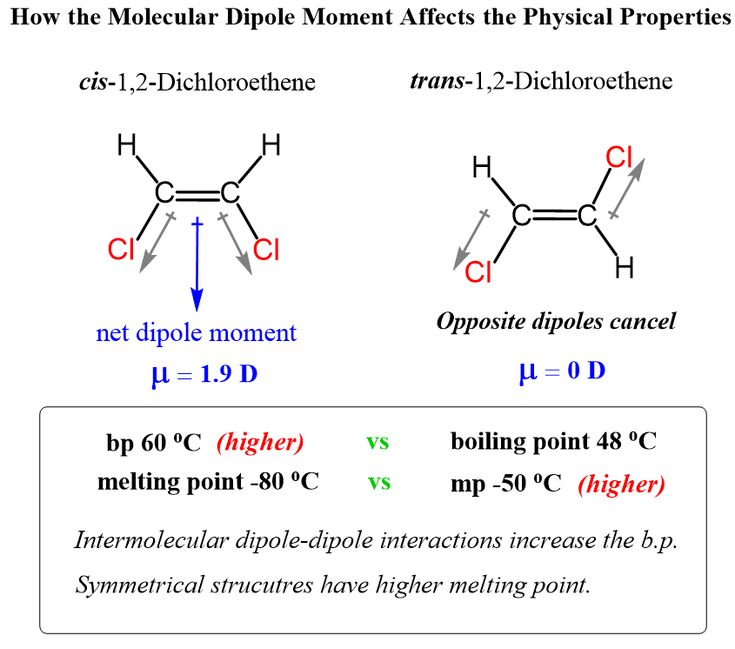 How the Molecular Dipole Moment Affects the Physical Properties
cis-1,2-Dichloroethene
trans-1,2-Dichloroethene
H H
C C
Cl Cl
net dipole moment
μ = 1.9 D
H Cl
C C
Cl H
Opposite dipoles cancel
μ = 0 D
bp 60 ⁰C (higher) vs boiling point 48 ⁰C
melting point -80 ⁰C vs mp -50 ⁰C (higher)
Intermolecular dipole-dipole interactions increase the b.p.
Symmetrical strucutres have higher melting point.